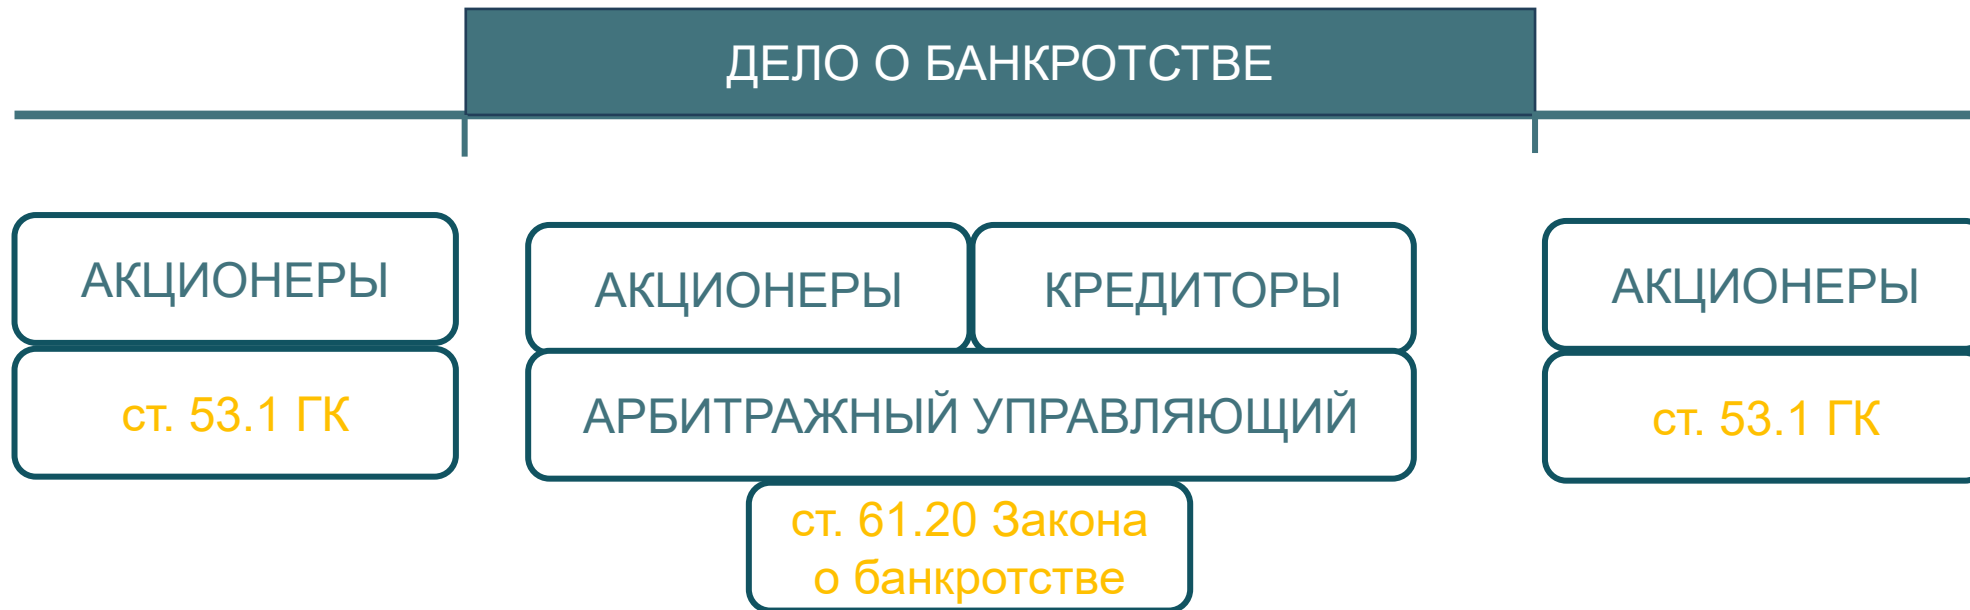 ДЕЛО О БАНКРОТСТВЕ
АКЦИОНЕРЫ
ст. 53.1 ГК
АКЦИОНЕРЫ
КРЕДИТОРЫ
АРБИТРАЖНЫЙ УПРАВЛЯЮЩИЙ
ст. 61.20 Закона
о банкротстве
АКЦИОНЕРЫ
ст. 53.1 ГК